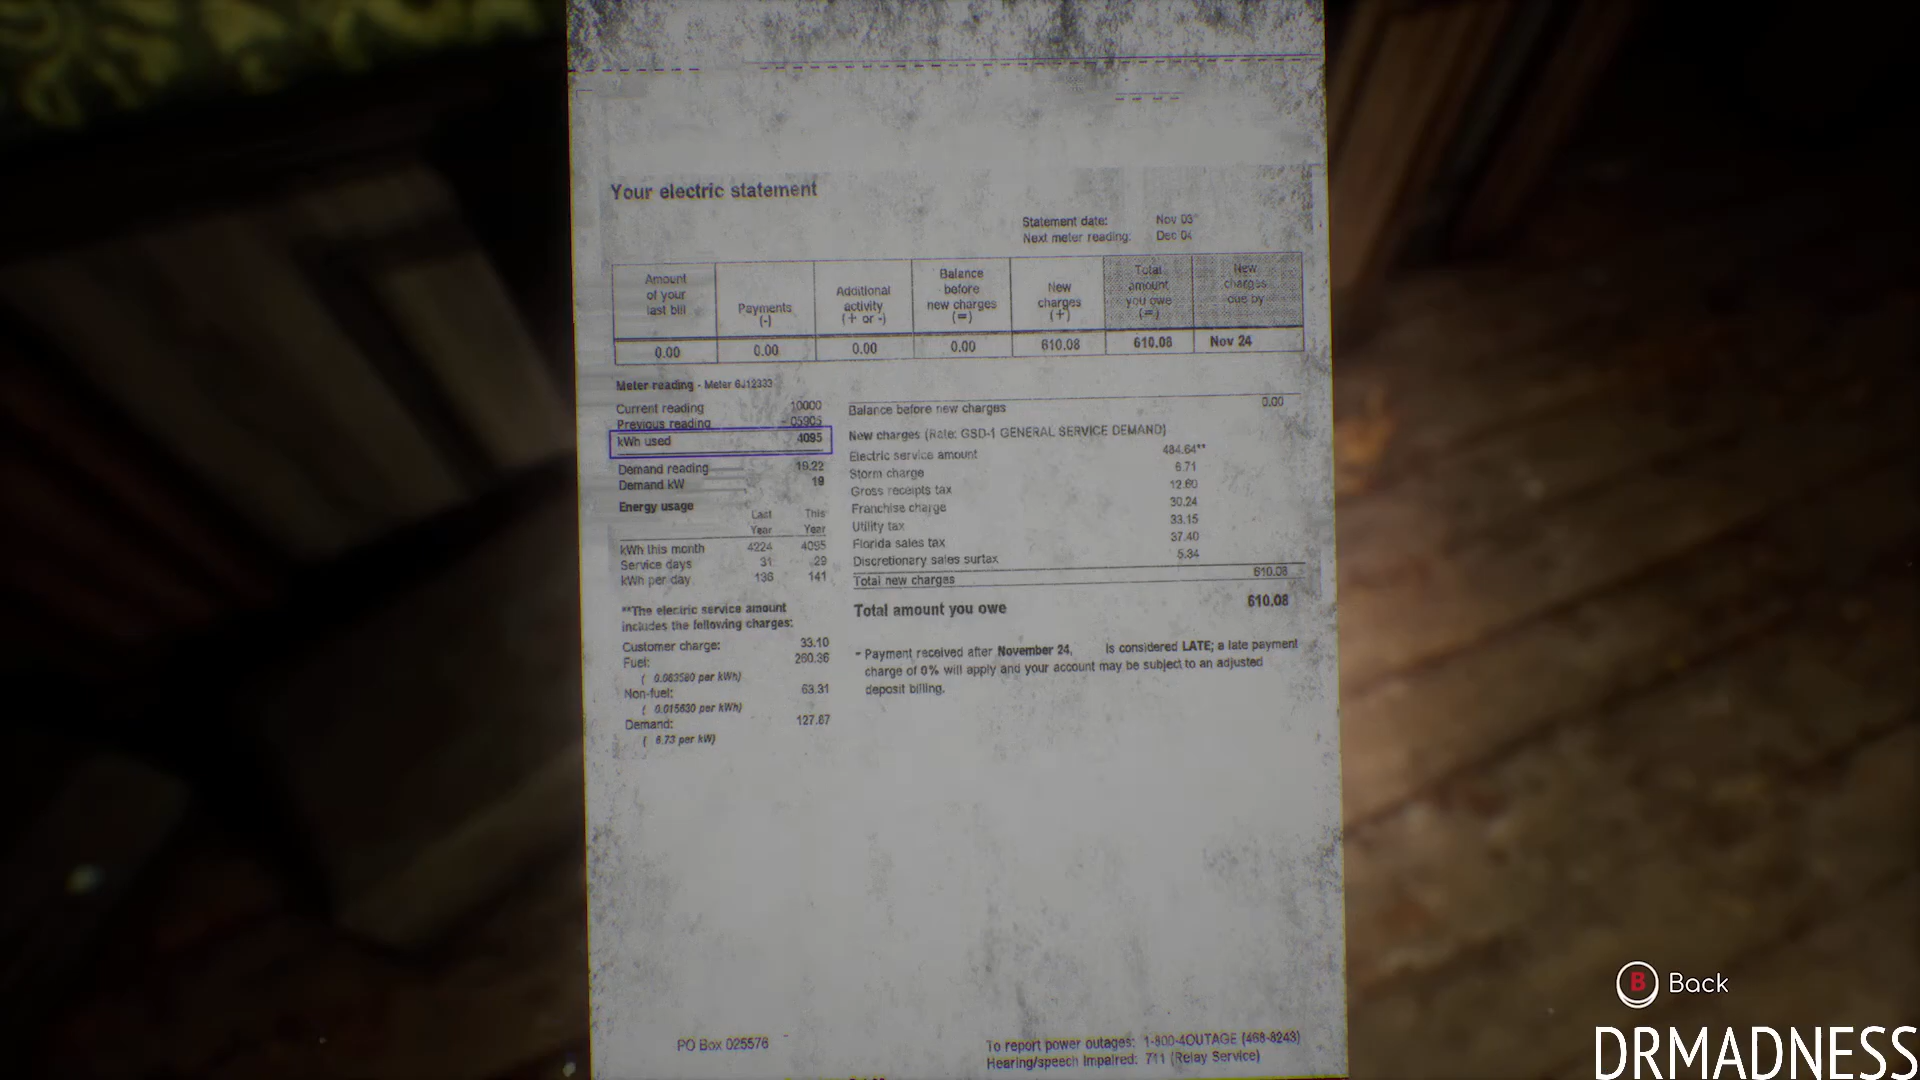 Your electric statement
Statement date: Nov 03
Next meter reading: Dec 04
Amount of your last bill
Payments (-)
Additional activity (+ or -)
Balance before new charges (=)
New charges (+)
Total amount you owe (=)
New charges due by
0.00 0.00 0.00 0.00 610.08 610.08 Nov 24
Meter reading - Meter 6J12333
Current reading 10000
Previous reading - 05905
kWh used 4095
Demand reading 19.22
Demand kW 19
Energy usage
Last Year This Year
kWh this month 4224 4095
Service days 31 29
kWh per day 136 141
**The electric service amount
includes the following charges:
Customer charge: 33.10
Fuel: 260.36
( 0.063580 per kWh)
Non-fuel: 63.31
( 0.015630 per kWh)
Demand: 127.87
( 6.73 per kW)
Balance before new charges 0.00
New charges (Rate: GSD-1 GENERAL SERVICE DEMAND)
Electric service amount 484.64**
Storm charge 6.71
Gross receipts tax 12.60
Franchise charge 30.24
Utility tax 33.15
Florida sales tax 37.40
Discretionary sales surtax 5.34
Total new charges 610.08
Total amount you owe 610.08
- Payment received after November 24, is considered LATE; a late payment
charge of 0% will apply and your account may be subject to an adjusted
deposit billing.
PO Box 025576
To report power outages: 1-800-4OUTAGE (468-8243)
Hearing/speech Impaired: 711 (Relay Service)
B Back
DRMADNESS